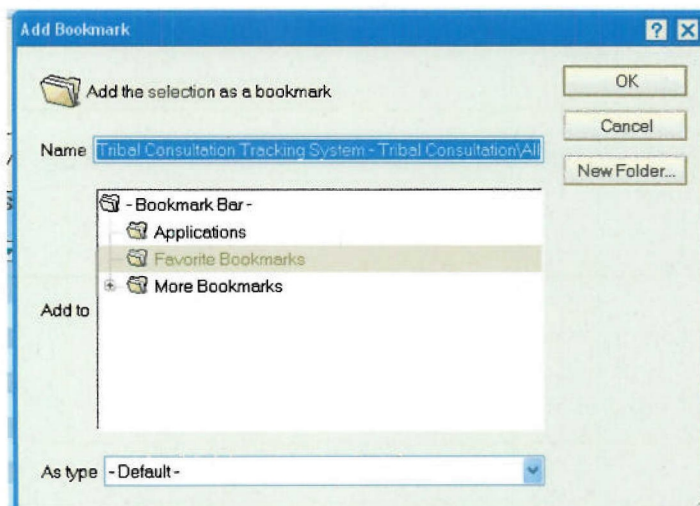 Add Bookmark
Add the selection as a bookmark
OK
Cancel
New Folder...
Name Tribal Consultation Tracking System - Tribal Consultation\All
- Bookmark Bar -
Applications
Favorite Bookmarks
More Bookmarks
Add to
As type - Default -